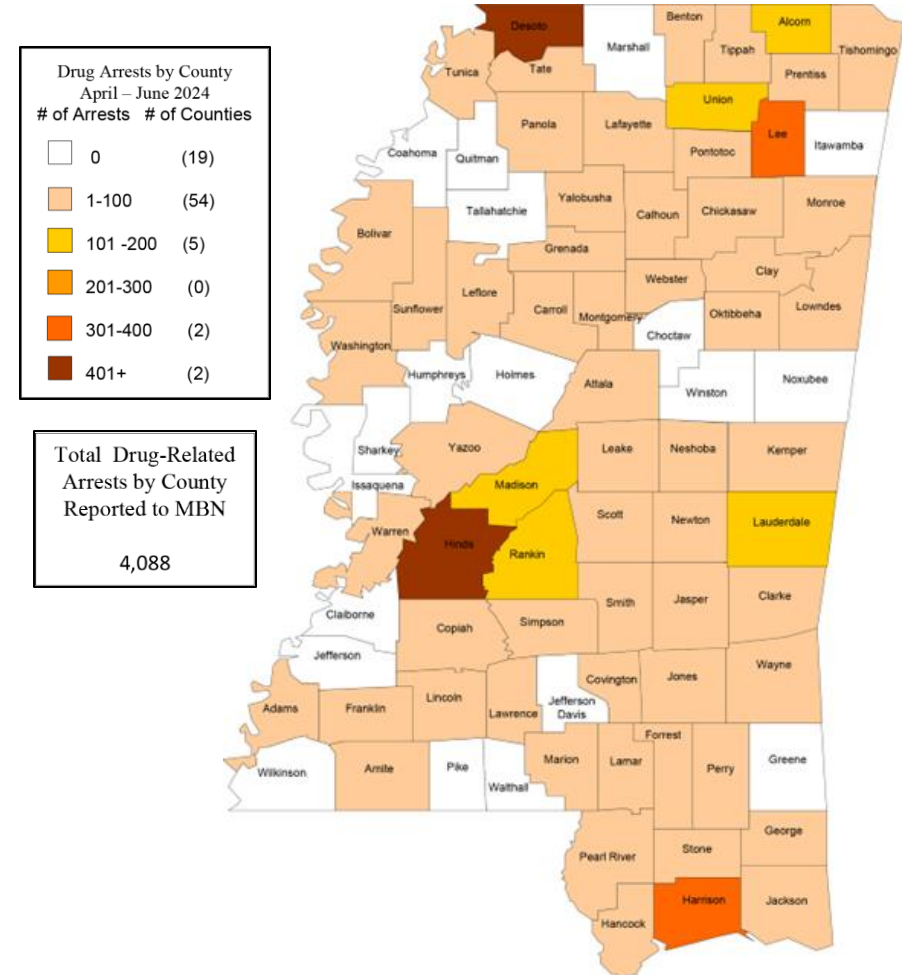 Drug Arrests by County
April – June 2024
# of Arrests # of Counties
0 (19)
1-100 (54)
101 -200 (5)
201-300 (0)
301-400 (2)
401+ (2)
Total Drug-Related
Arrests by County
Reported to MBN
4,088
Desoto
Marshall
Benton
Tippah
Alcorn
Tishomingo
Tunica
Tate
Prentiss
Union
Panola
Lafayette
Lee
Itawamba
Pontotoc
Coahoma
Quitman
Tallahatchie
Yalobusha
Calhoun
Chickasaw
Monroe
Bolivar
Grenada
Sunflower
Leflore
Carroll
Montgomery
Webster
Clay
Lowndes
Oktibbeha
Choctaw
Washington
Humphreys
Holmes
Attala
Winston
Noxubee
Sharkey
Yazoo
Leake
Neshoba
Kemper
Issaquena
Madison
Warren
Hinds
Rankin
Scott
Newton
Lauderdale
Claiborne
Copiah
Simpson
Smith
Jasper
Clarke
Jefferson
Adams
Franklin
Lincoln
Lawrence
Jefferson
Davis
Covington
Jones
Wayne
Wilkinson
Amite
Pike
Walthall
Marion
Lamar
Forrest
Perry
Greene
Pearl River
Stone
George
Hancock
Harrison
Jackson